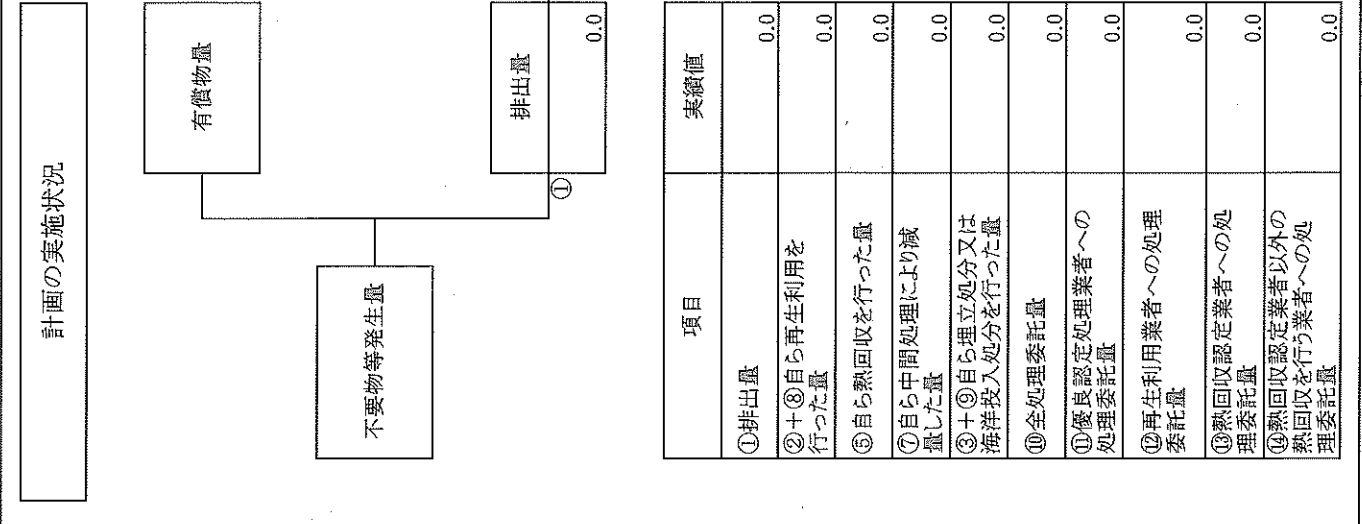 計画の実施状況
有償物量
不要物等発生量
排出量
①
0.0
項目
実績値
①排出量
0.0
②+⑧自ら再生利用を
行った量
0.0
⑤自ら熱回収を行った量
0.0
⑦自ら中間処理により減
量した量
0.0
③+⑨自ら埋立処分又は
海洋投入処分を行った量
0.0
⑩全処理委託量
0.0
⑪優良認定処理業者への
処理委託量
0.0
⑫再生利用業者への処理
委託量
0.0
⑬熱回収認定業者への処
理委託量
0.0
⑭熱回収認定業者以外の
熱回収を行う業者への処
理委託量
0.0